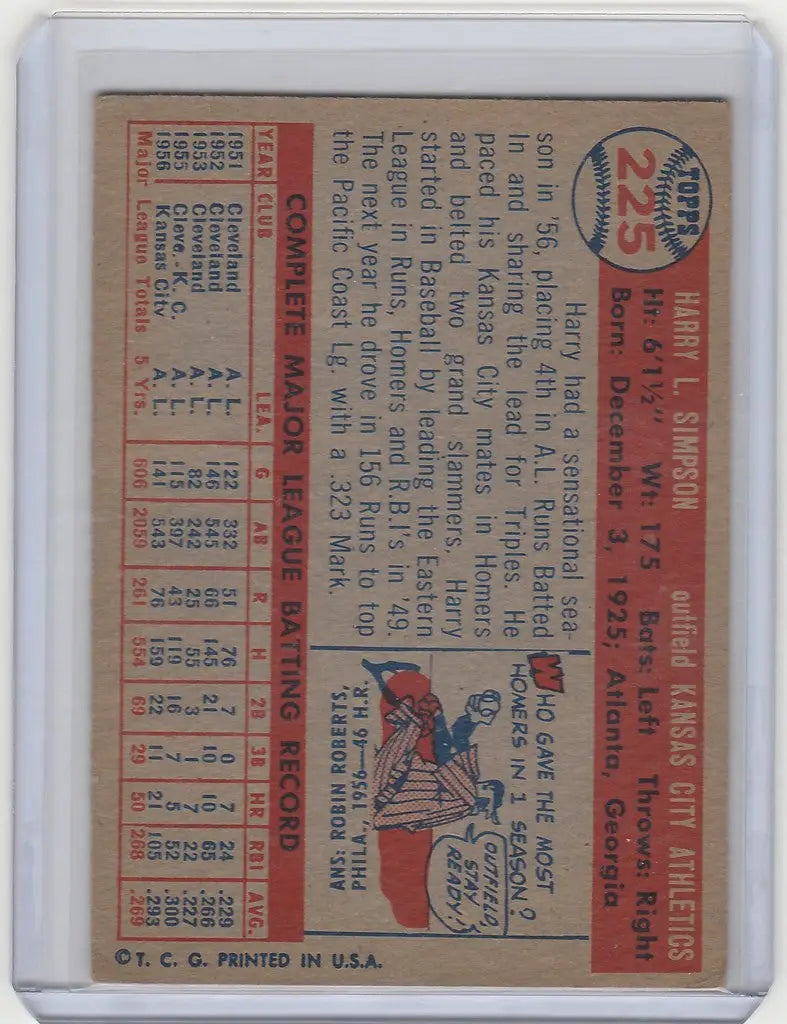 TOPPS
225
HARRY L. SIMPSON outfield KANSAS CITY ATHLETICS
Ht: 6'1½" Wt: 175 Bats: Left Throws: Right
Born: December 3, 1925; Atlanta, Georgia
Harry had a sensational sea-
son in '56, placing 4th in A.L. Runs Batted
In and sharing the lead for Triples. He
paced his Kansas City mates in Homers
and belted two grand slammers. Harry
started in Baseball by leading the Eastern
League in Runs, Homers and R.B.I's in '49.
The next year he drove in 156 Runs to top
the Pacific Coast Lg. with a .323 Mark.
WHO GAVE THE MOST
HOMERS IN 1 SEASON?
OUTFIELD,
STAY
READY!
ANS: ROBIN ROBERTS,
PHILA., 1956—46 H.R.
COMPLETE MAJOR LEAGUE BATTING RECORD
YEAR CLUB LEA. G AB R H 2B 3B HR RBI AVG.
1951 Cleveland A. L. 122 332 51 76 7 0 7 24 .229
1952 Cleveland A. L. 146 545 66 145 21 10 10 65 .266
1953 Cleveland A. L. 82 242 25 55 3 1 7 22 .227
1955 Cleve.-K. C. A. L. 115 397 43 119 16 7 5 52 .300
1956 Kansas City A. L. 141 543 76 159 22 11 21 105 .293
Major League Totals 5 Yrs. 606 2059 261 554 69 29 50 268 .269
©T. C. G. PRINTED IN U.S.A.